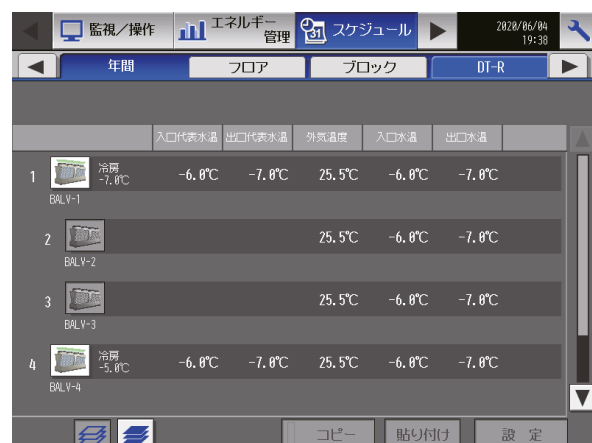 監視／操作 エネルギー管理 スケジュール 2020/06/04 19:38
年間 フロア ブロック DT-R
入口代表水温 出口代表水温 外気温度 入口水温 出口水温
1 冷房 -7.0℃ -6.0℃ -7.0℃ 25.5℃ -6.0℃ -7.0℃
BALV-1
2 25.5℃ -6.0℃ -7.0℃
BALV-2
3 25.5℃ -6.0℃ -7.0℃
BALV-3
4 冷房 -5.0℃ -6.0℃ -7.0℃ 25.5℃ -6.0℃ -7.0℃
BALV-4
コピー 貼り付け 設 定